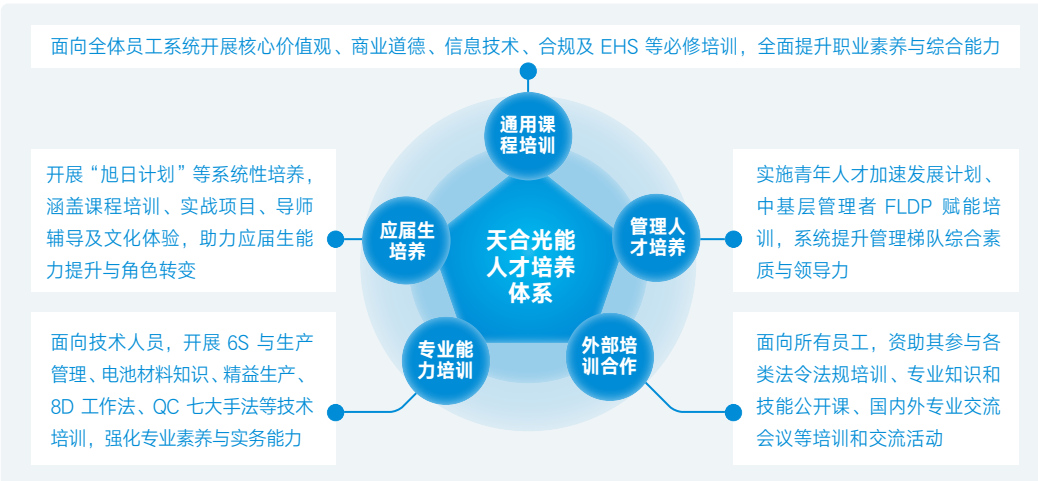 面向全体员工系统开展核心价值观、商业道德、信息技术、合规及 EHS 等必修培训，全面提升职业素养与综合能力
通用课
程培训
开展“旭日计划”等系统性培养，
涵盖课程培训、实战项目、导师
辅导及文化体验，助力应届生能
力提升与角色转变
应届生
培养
天合光能
人才培养
体系
管理人
才培养
实施青年人才加速发展计划、
中基层管理者 FLDP 赋能培
训，系统提升管理梯队综合素
质与领导力
面向技术人员，开展 6S 与生产
管理、电池材料知识、精益生产、
8D 工作法、QC 七大手法等技术
培训，强化专业素养与实务能力
专业能
力培训
外部培
训合作
面向所有员工，资助其参与各
类法令法规培训、专业知识和
技能公开课、国内外专业交流
会议等培训和交流活动